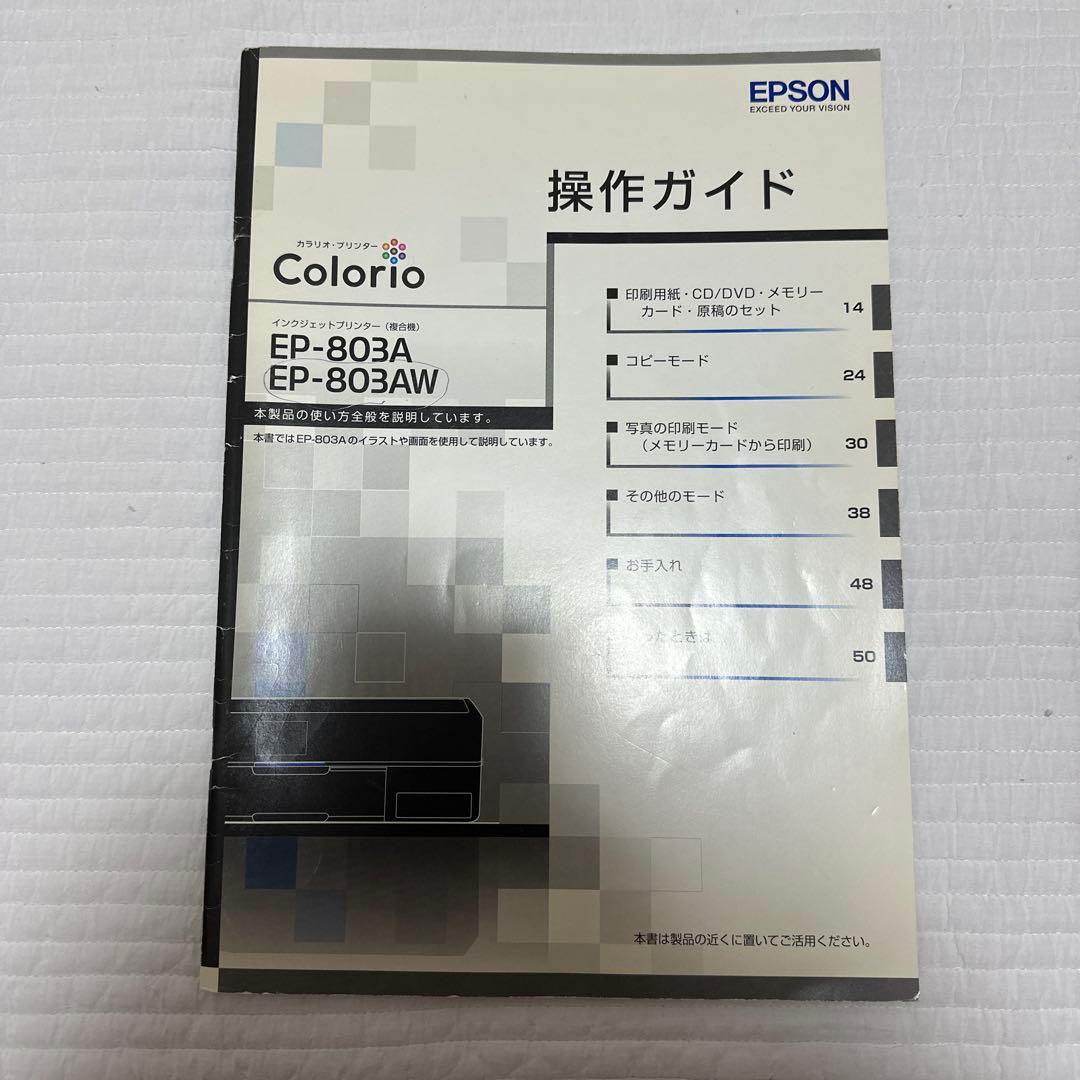 EPSON
EXCEED YOUR VISION
操作ガイド
カラリオ・プリンター
Colorio
インクジェットプリンター（複合機）
EP-803A
EP-803AW
本製品の使い方全般を説明しています。
本書ではEP-803Aのイラストや画面を使用して説明しています。
■ 印刷用紙・CD/DVD・メモリー
カード・原稿のセット 14
■ コピーモード
24
■ 写真の印刷モード
（メモリーカードから印刷） 30
■ その他のモード
38
■ お手入れ
48
ったときは
50
本書は製品の近くに置いてご活用ください。